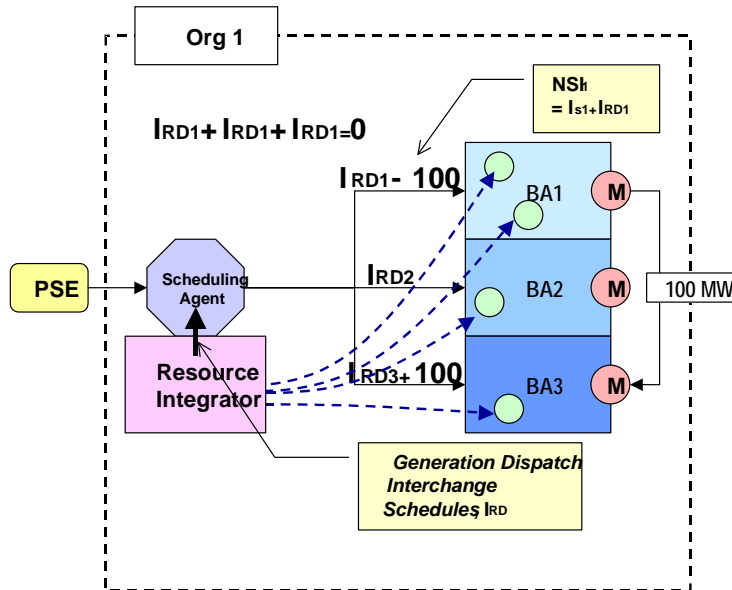 Org 1
NSI1
= Is1+IRD1
IRD1+ IRD1+ IRD1=0
IRD1- 100
BA1
M
PSE
Scheduling
Agent
IRD2
BA2
M
100 MW
Resource
Integrator
IRD3+ 100
BA3
M
Generation Dispatch
Interchange
Schedules, IRD